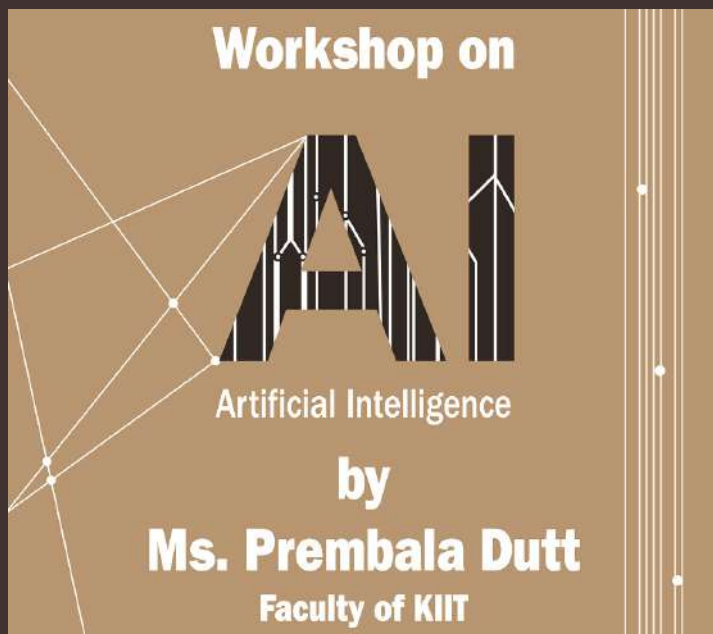 Workshop on
AI
Artificial Intelligence
by
Ms. Prembala Dutt
Faculty of KIIT